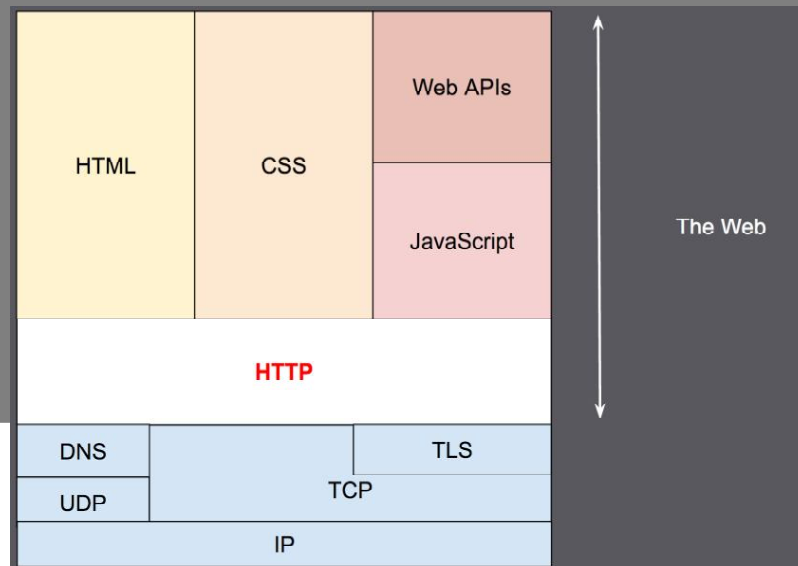 Web APIs
HTML
CSS
JavaScript
The Web
HTTP
DNS
TLS
TCP
UDP
IP